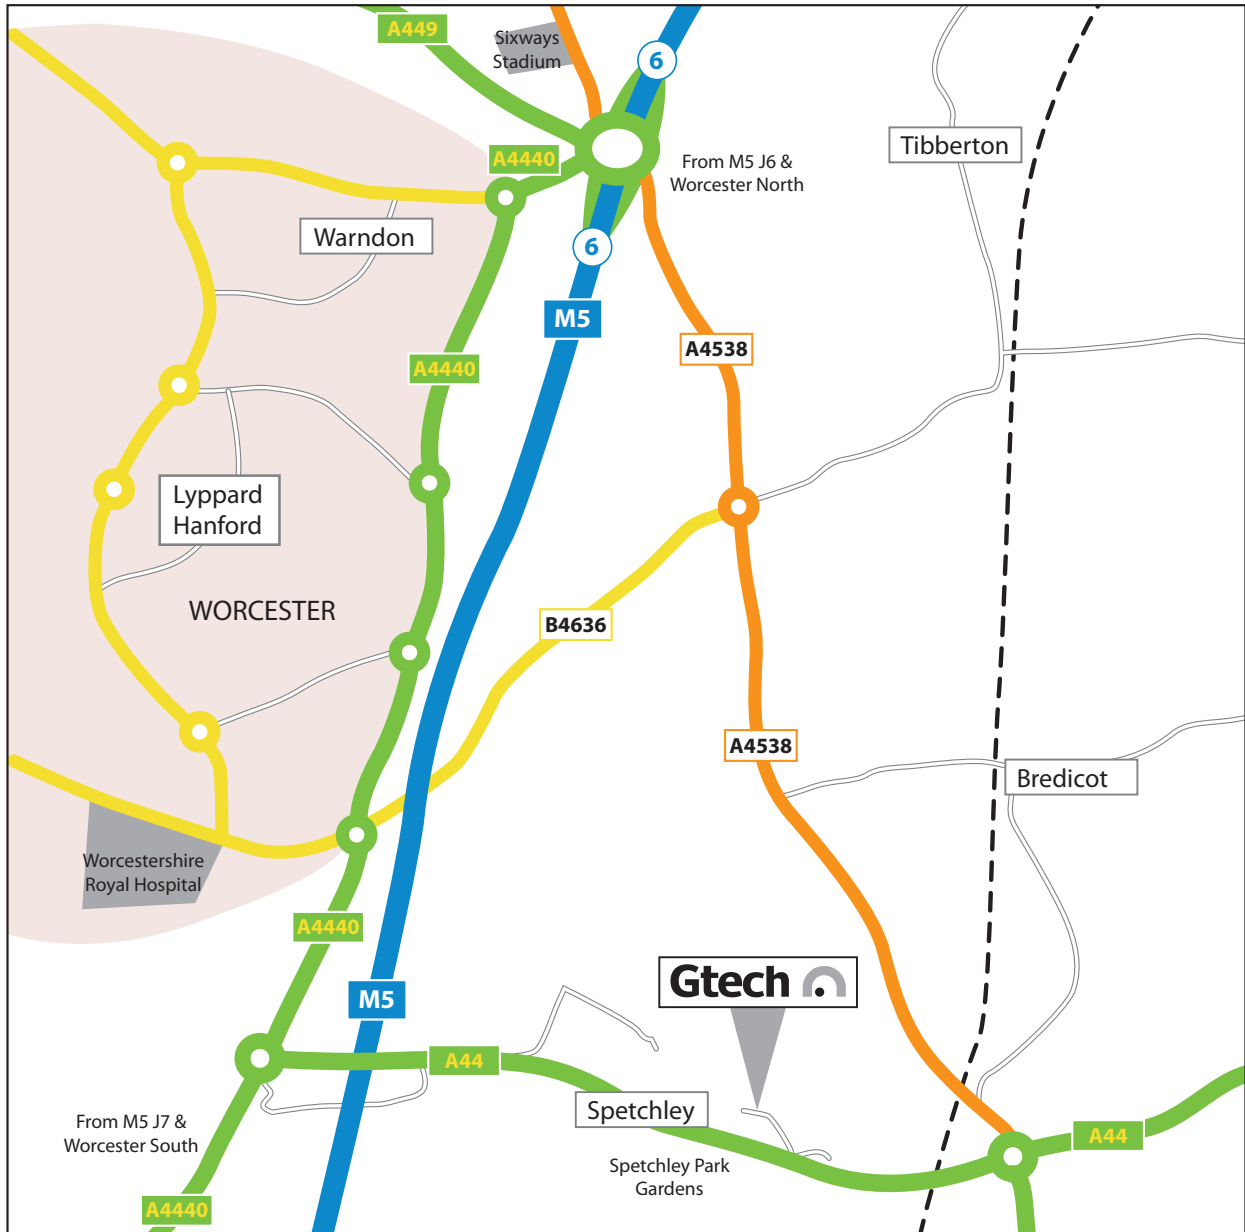 A449
Sixways
Stadium
6
A4440
From M5 J6 &
Worcester North
Tibberton
Warndon
6
M5
A4538
A4440
Lyppard
Hanford
WORCESTER
B4636
A4538
Bredicot
Worcestershire
Royal Hospital
A4440
Gtech
M5
A44
Spetchley
From M5 J7 &
Worcester South
A44
Spetchley Park
Gardens
A4440